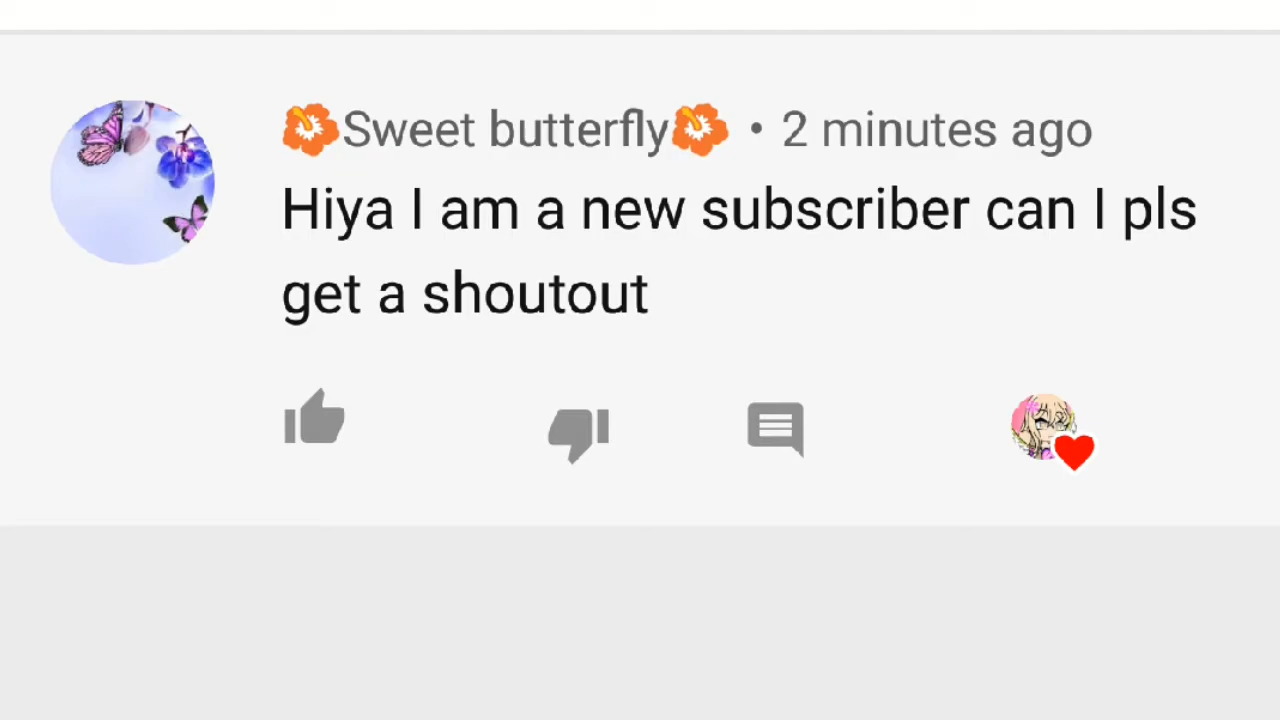 🌺Sweet butterfly🌺 • 2 minutes ago
Hiya I am a new subscriber can I pls
get a shoutout